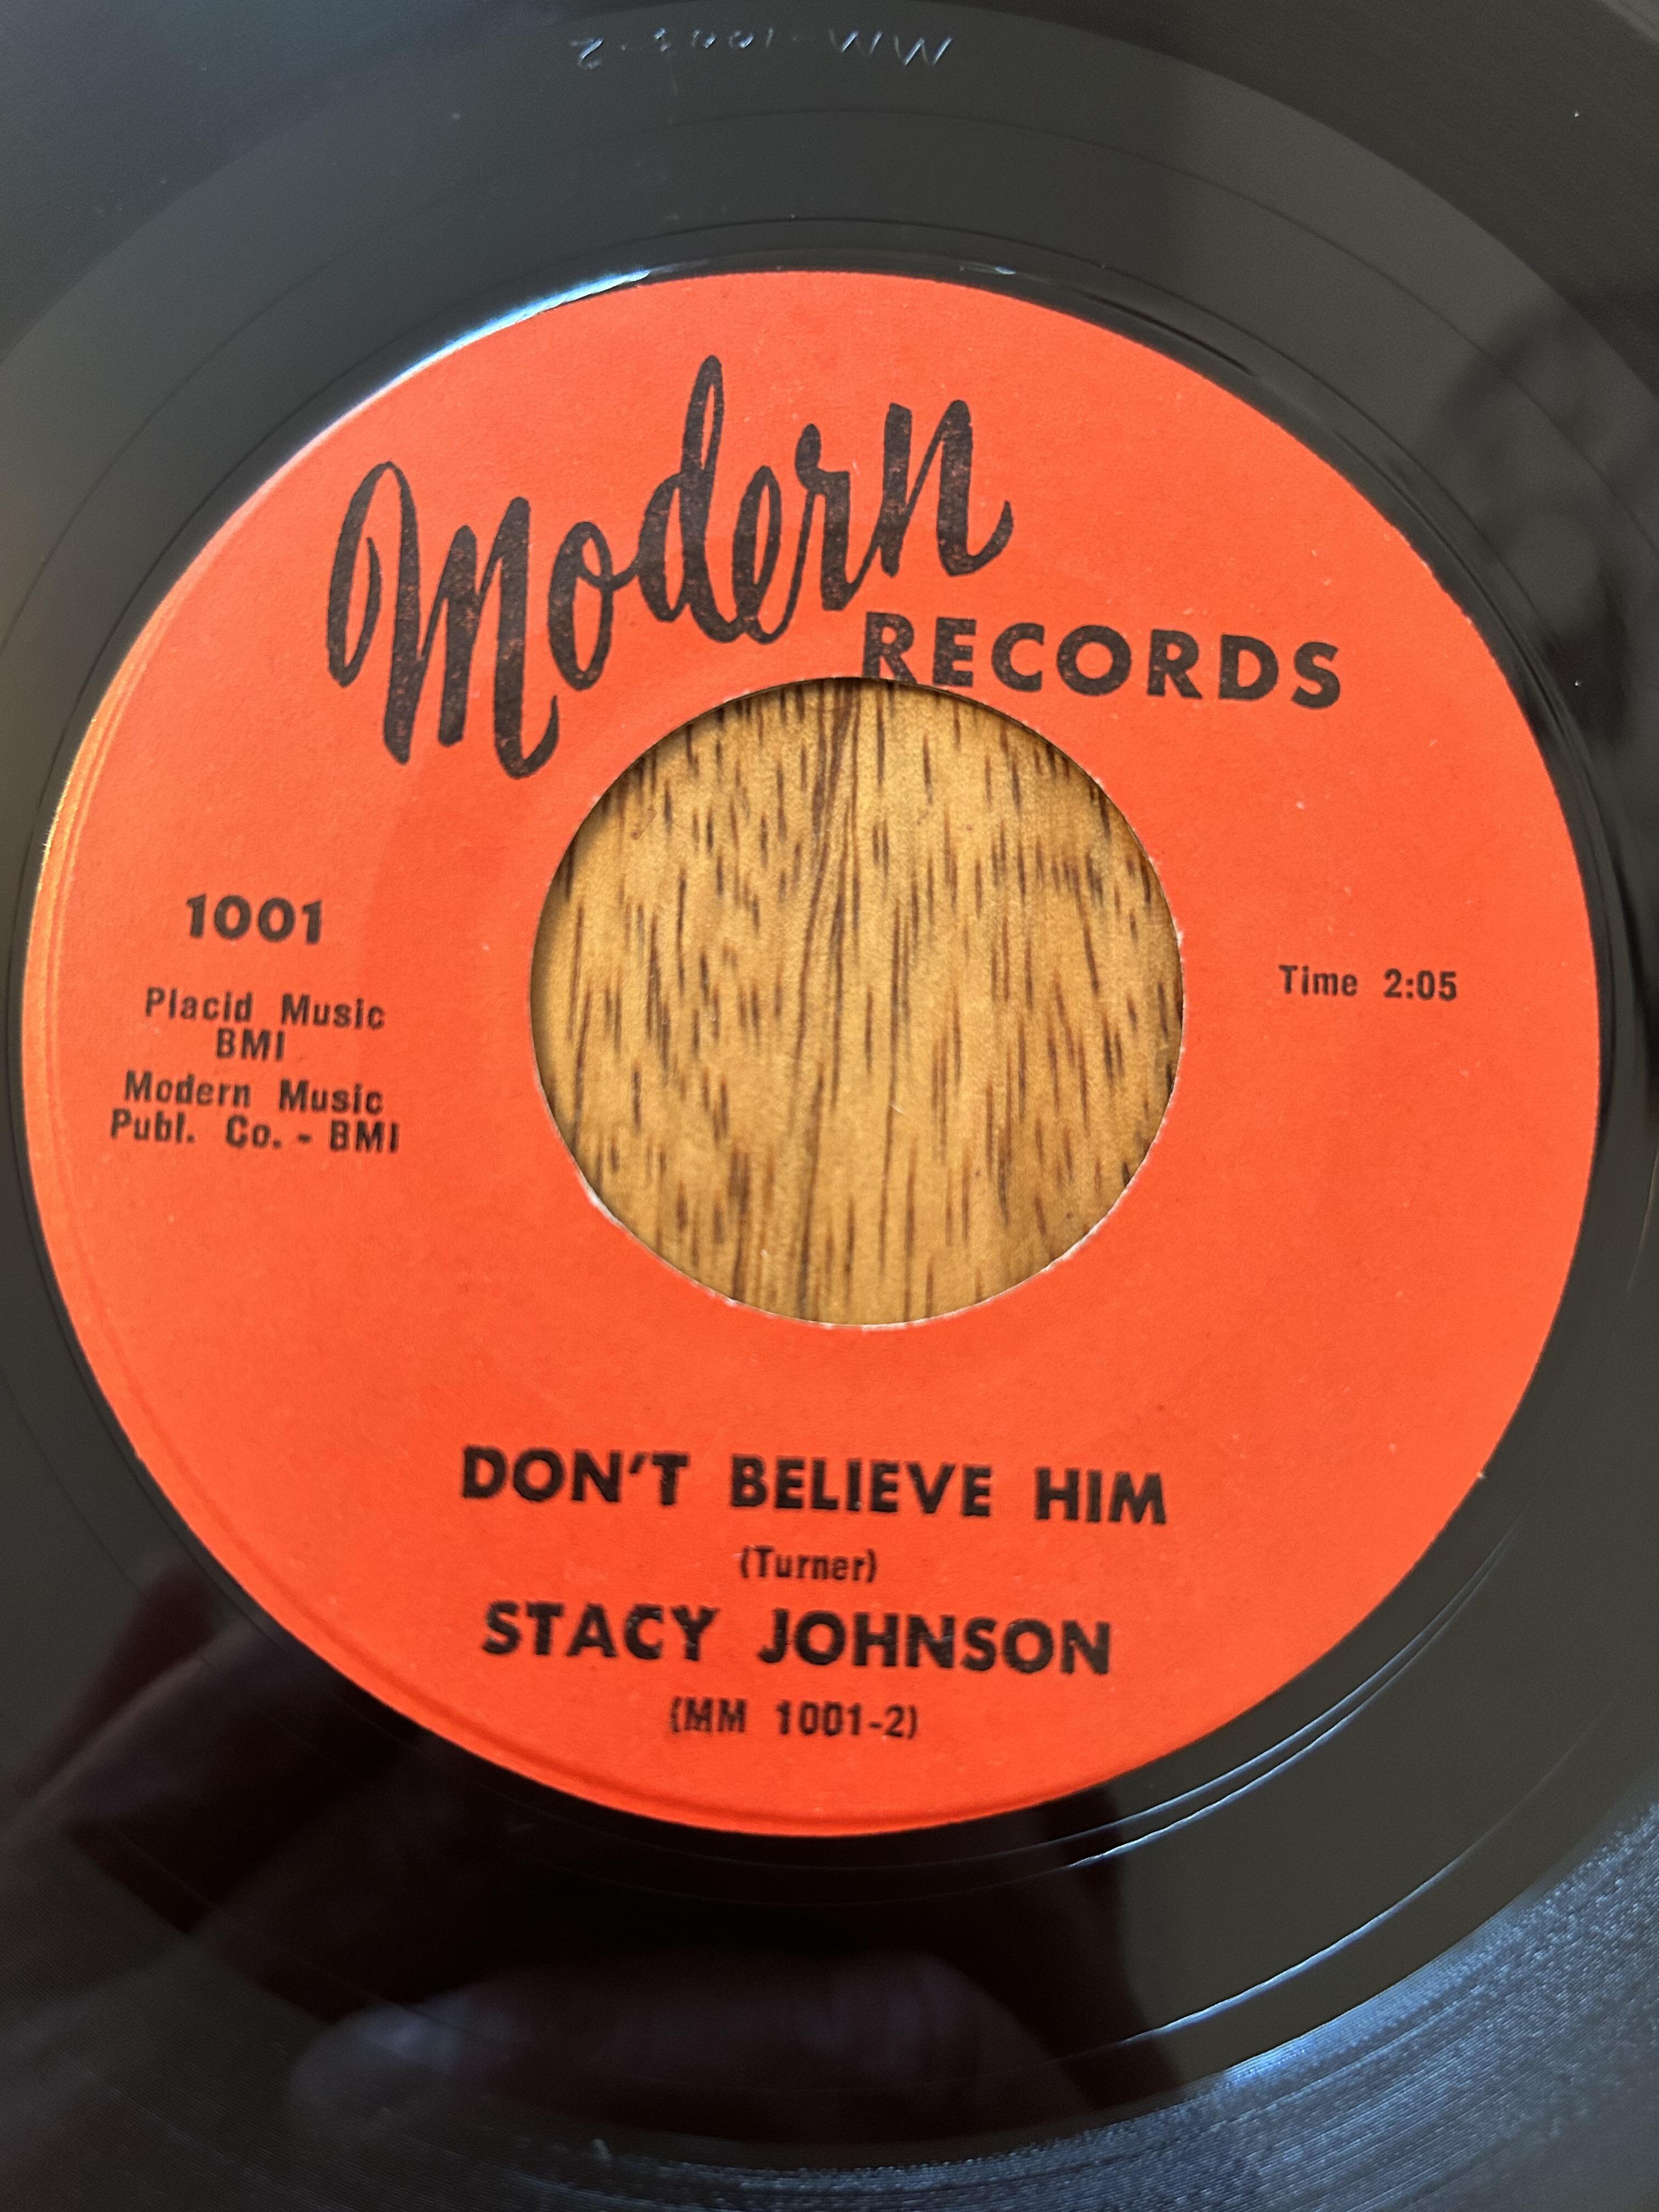 MM-1001-2
Modern
RECORDS
1001
Placid Music
BMI
Modern Music
Publ. Co. - BMI
Time 2:05
DON'T BELIEVE HIM
(Turner)
STACY JOHNSON
(MM 1001-2)